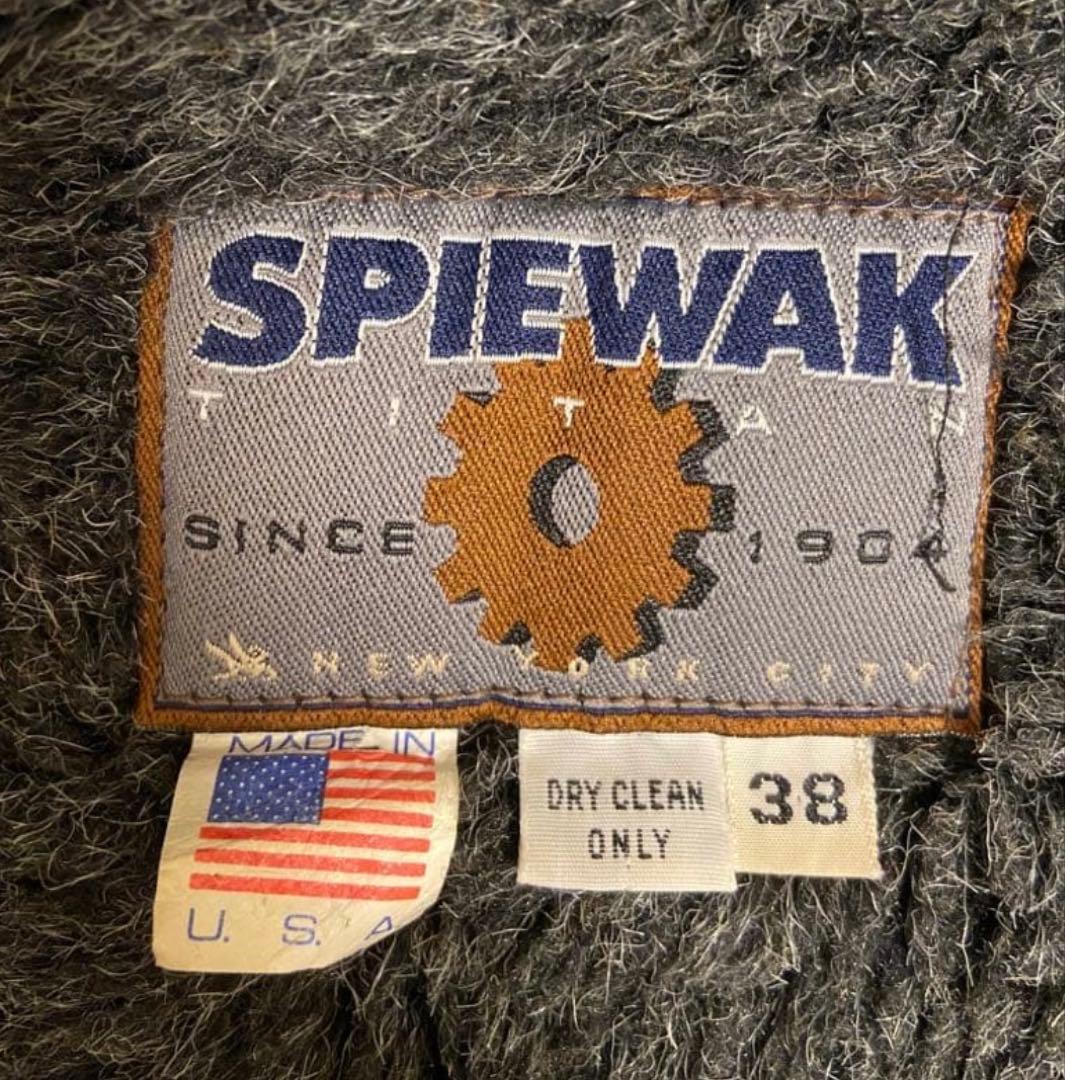 SPIEWAK
TITAN
SINCE 1904
NEW YORK CITY
MADE IN
U. S. A
DRY CLEAN
ONLY
38